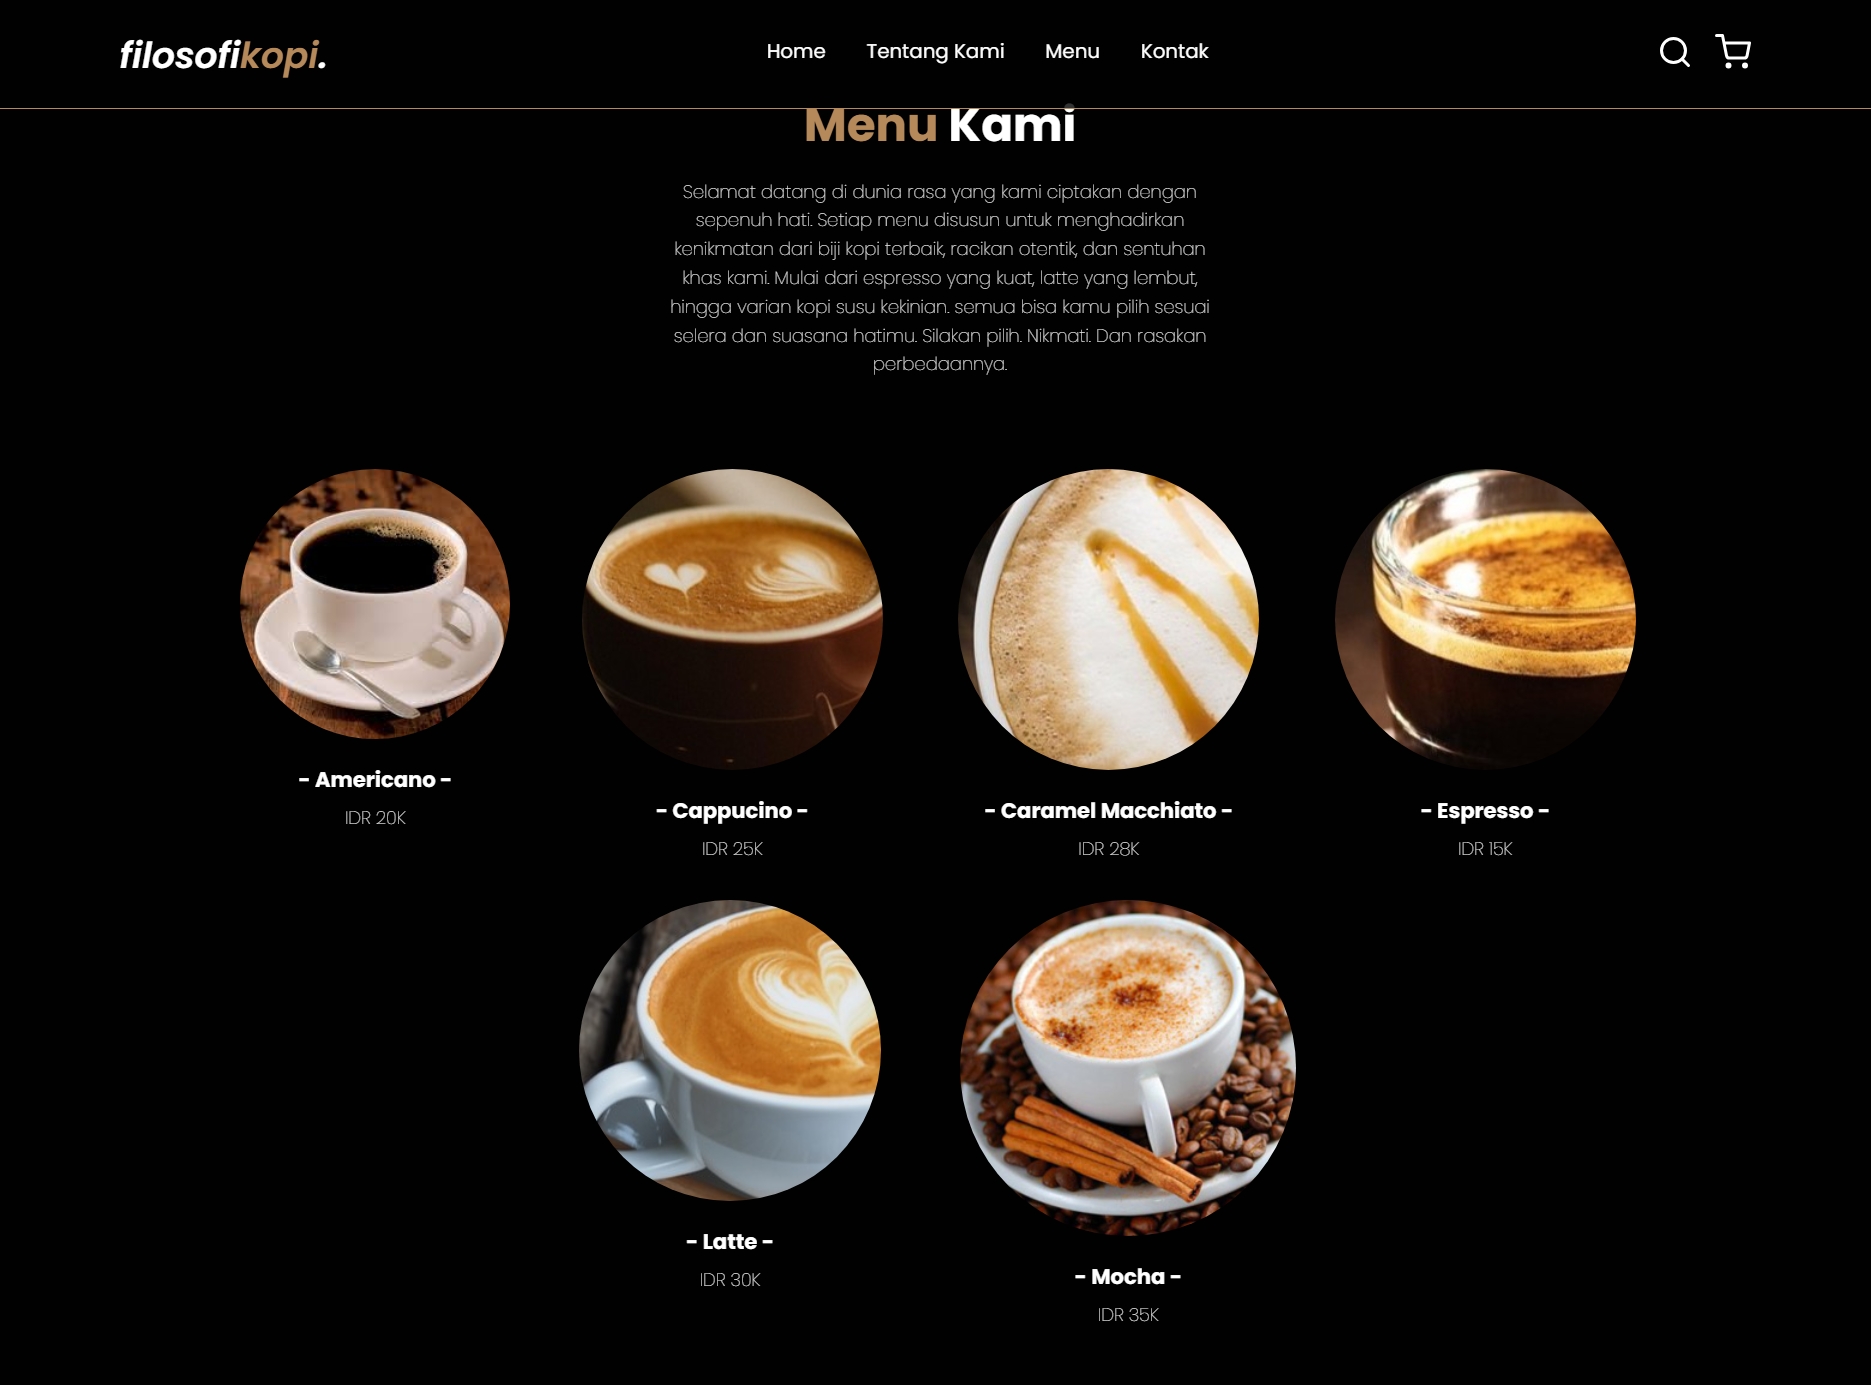 filosofikopi.
Home Tentang Kami Menu Kontak
Menu Kami
Selamat datang di dunia rasa yang kami ciptakan dengan
sepenuh hati. Setiap menu disusun untuk menghadirkan
kenikmatan dari biji kopi terbaik, racikan otentik, dan sentuhan
khas kami. Mulai dari espresso yang kuat, latte yang lembut,
hingga varian kopi susu kekinian. semua bisa kamu pilih sesuai
selera dan suasana hatimu. Silakan pilih. Nikmati. Dan rasakan
perbedaannya.
- Americano -
IDR 20K
- Cappucino -
IDR 25K
- Caramel Macchiato -
IDR 28K
- Espresso -
IDR 15K
- Latte -
IDR 30K
- Mocha -
IDR 35K